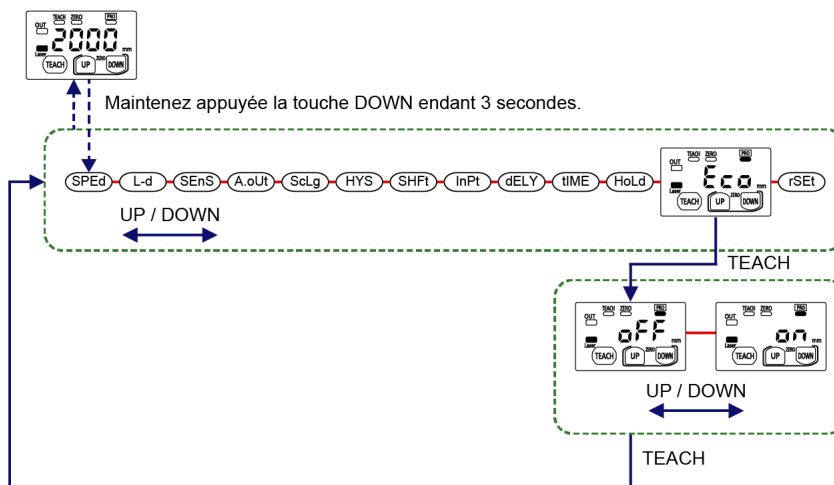 TEACH ZERO PRO
OUT
2000 mm
Laser
TEACH UP ZERO DOWN
Maintenez appuyée la touche DOWN endant 3 secondes.
SPEd L-d SEnS A.oUt ScLg HYS SHFt InPt dELY tIME HoLd
TEACH ZERO PRO
OUT
Eco mm
Laser
TEACH UP ZERO DOWN
rSEt
UP / DOWN
TEACH
TEACH ZERO PRO
OUT
oFF mm
Laser
TEACH UP ZERO DOWN
TEACH ZERO PRO
OUT
on mm
Laser
TEACH UP ZERO DOWN
UP / DOWN
TEACH